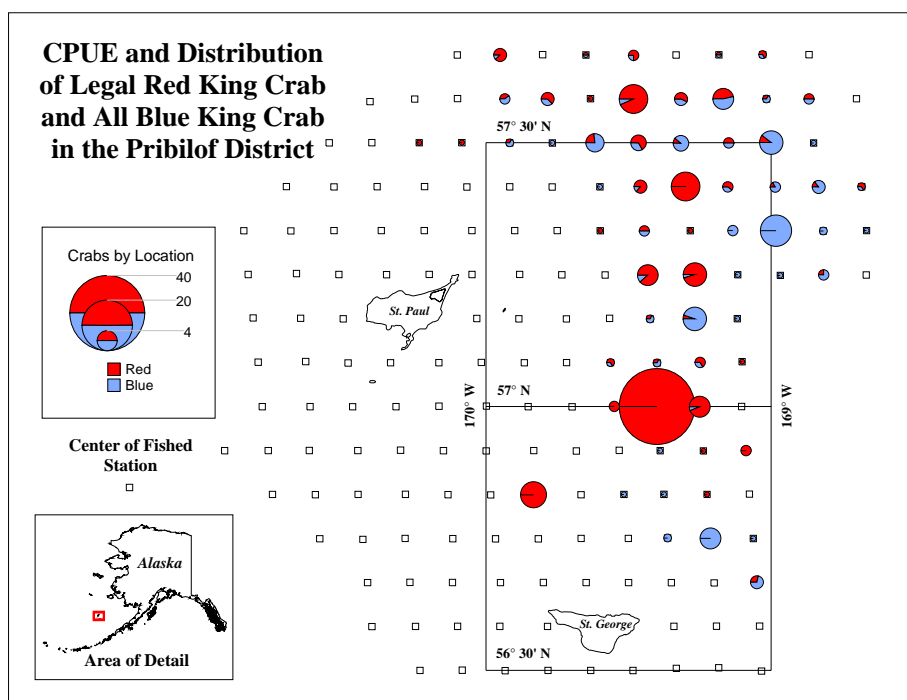 CPUE and Distribution
of Legal Red King Crab
and All Blue King Crab
in the Pribilof District
57° 30' N
Crabs by Location
40
20
4
Red
Blue
St. Paul
57° N
170° W
169° W
Center of Fished
Station
Alaska
Area of Detail
St. George
56° 30' N